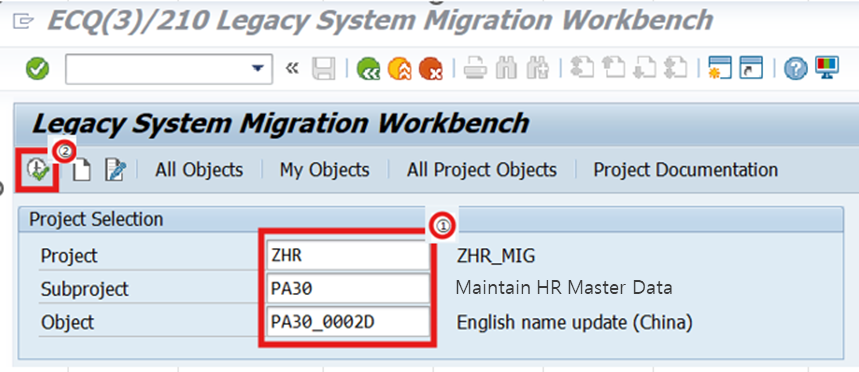 ECQ(3)/210 Legacy System Migration Workbench
Legacy System Migration Workbench
② All Objects My Objects All Project Objects Project Documentation
Project Selection
①
Project ZHR ZHR_MIG
Subproject PA30 Maintain HR Master Data
Object PA30_0002D English name update (China)